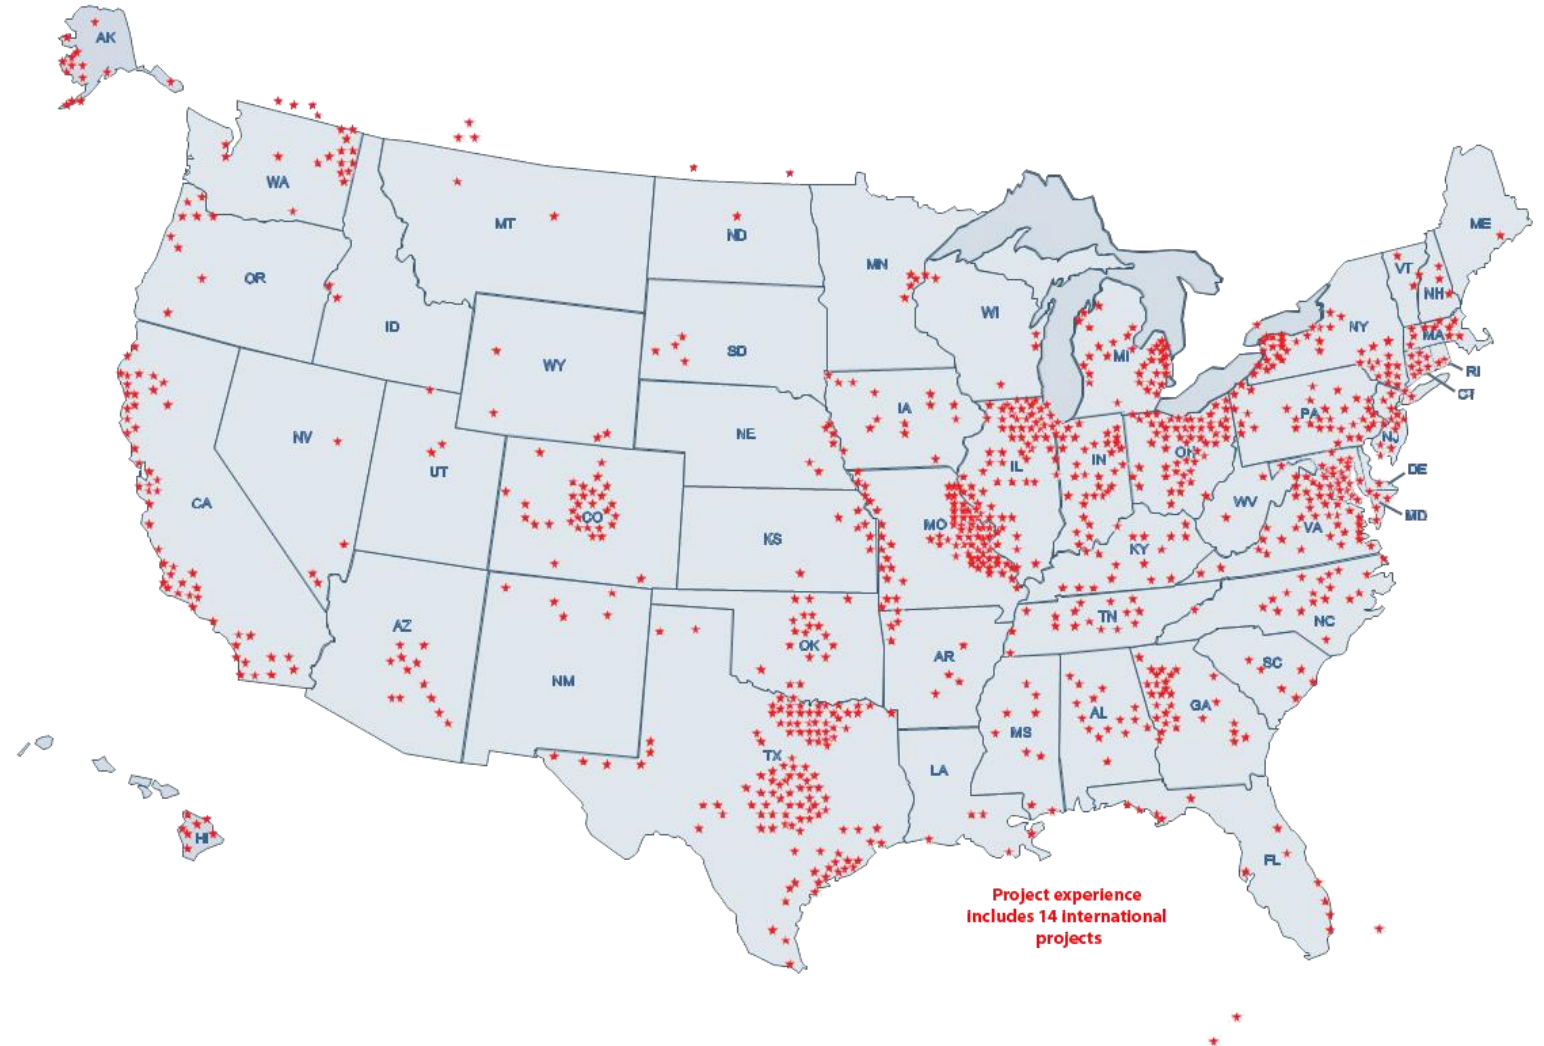 AK
WA
MT
ND
MN
ME
VT
NH
OR
ID
WI
NY
MA
SD
MI
WY
RI
CT
IA
PA
NE
NV
NJ
UT
IL
IN
OH
DE
CA
WV
MD
CO
MO
VA
KS
KY
AZ
TN
NC
OK
AR
SC
NM
GA
AL
MS
TX
LA
HI
FL
Project experience
includes 14 international
projects